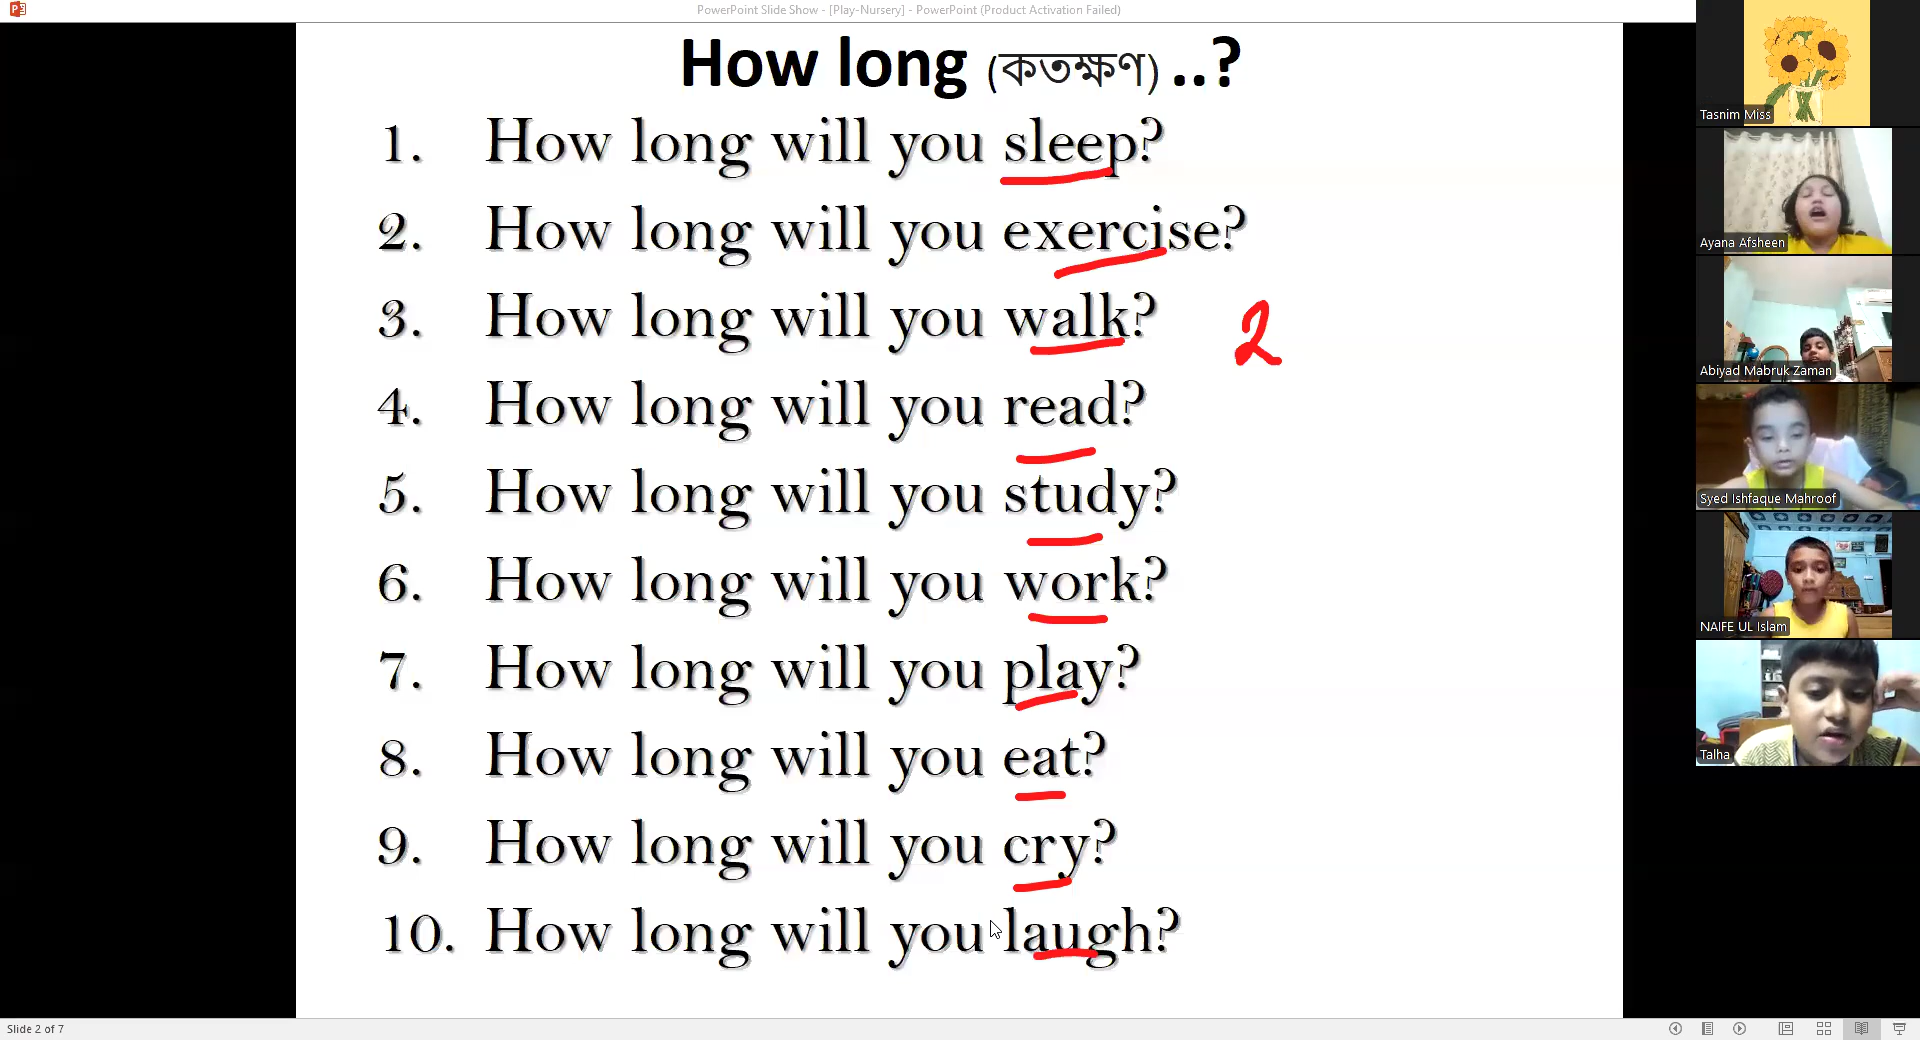 PowerPoint Slide Show - [Play-Nursery] - PowerPoint (Product Activation Failed)
How long (কতক্ষণ) ..?
1. How long will you sleep?
2. How long will you exercise?
3. How long will you walk?
2
4. How long will you read?
5. How long will you study?
6. How long will you work?
7. How long will you play?
8. How long will you eat?
9. How long will you cry?
10. How long will you laugh?
Tasnim Miss
Ayana Afsheen
Abiyad Mabruk Zaman
Syed Ishfaque Mahroof
NAIFE UL Islam
Talha
Slide 2 of 7